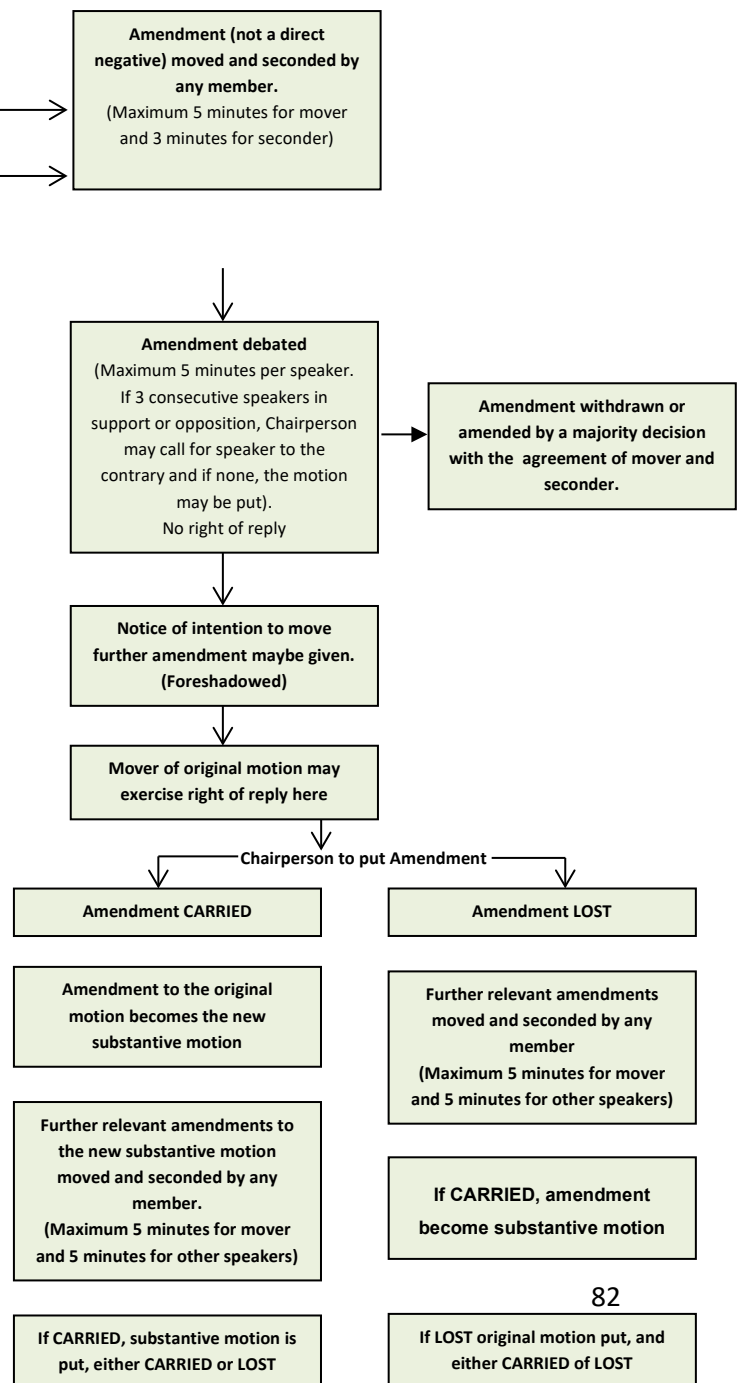 Amendment (not a direct
negative) moved and seconded by
any member.
(Maximum 5 minutes for mover
and 3 minutes for seconder)
Amendment debated
(Maximum 5 minutes per speaker.
If 3 consecutive speakers in
support or opposition, Chairperson
may call for speaker to the
contrary and if none, the motion
may be put).
No right of reply
Amendment withdrawn or
amended by a majority decision
with the agreement of mover and
seconder.
Notice of intention to move
further amendment maybe given.
(Foreshadowed)
Mover of original motion may
exercise right of reply here
Chairperson to put Amendment
Amendment CARRIED
Amendment to the original
motion becomes the new
substantive motion
Further relevant amendments to
the new substantive motion
moved and seconded by any
member.
(Maximum 5 minutes for mover
and 5 minutes for other speakers)
If CARRIED, substantive motion is
put, either CARRIED or LOST
Amendment LOST
Further relevant amendments
moved and seconded by any
member
(Maximum 5 minutes for mover
and 5 minutes for other speakers)
If CARRIED, amendment
become substantive motion
82
If LOST original motion put, and
either CARRIED of LOST